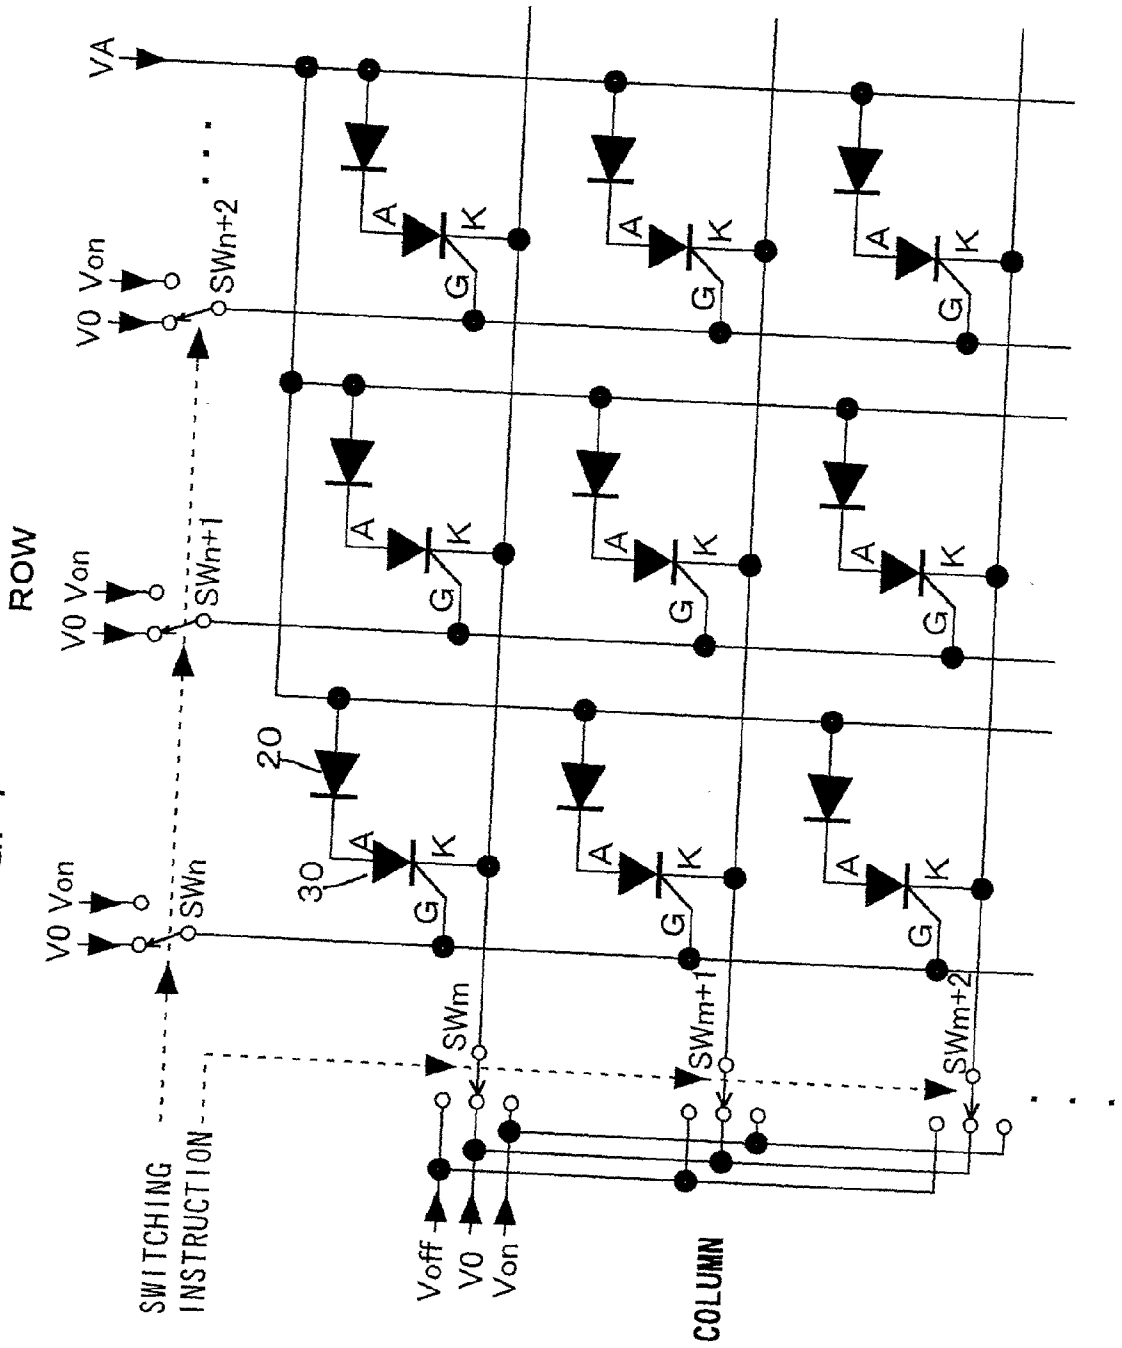 ROW
VA
V0 Von
SWn+2
V0 Von
SWn+1
V0 Von
SWn
A
K
G
A
K
G
A
K
G
A
K
G
A
K
G
A
K
G
20
30
A
K
G
A
K
G
A
K
G
SWm
SWm+1
SWm+2
SWITCHING
INSTRUCTION
Voff
V0
Von
COLUMN